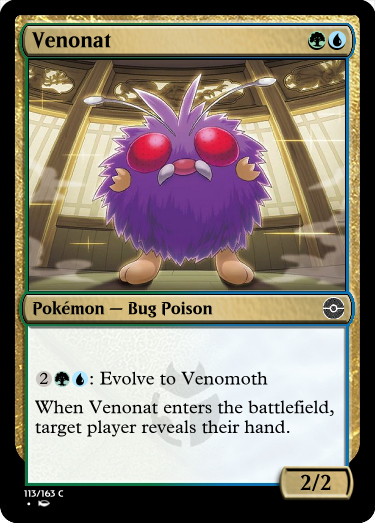 Venonat
Pokémon — Bug Poison
2: Evolve to Venomoth
When Venonat enters the battlefield,
target player reveals their hand.
2/2
113/163 C